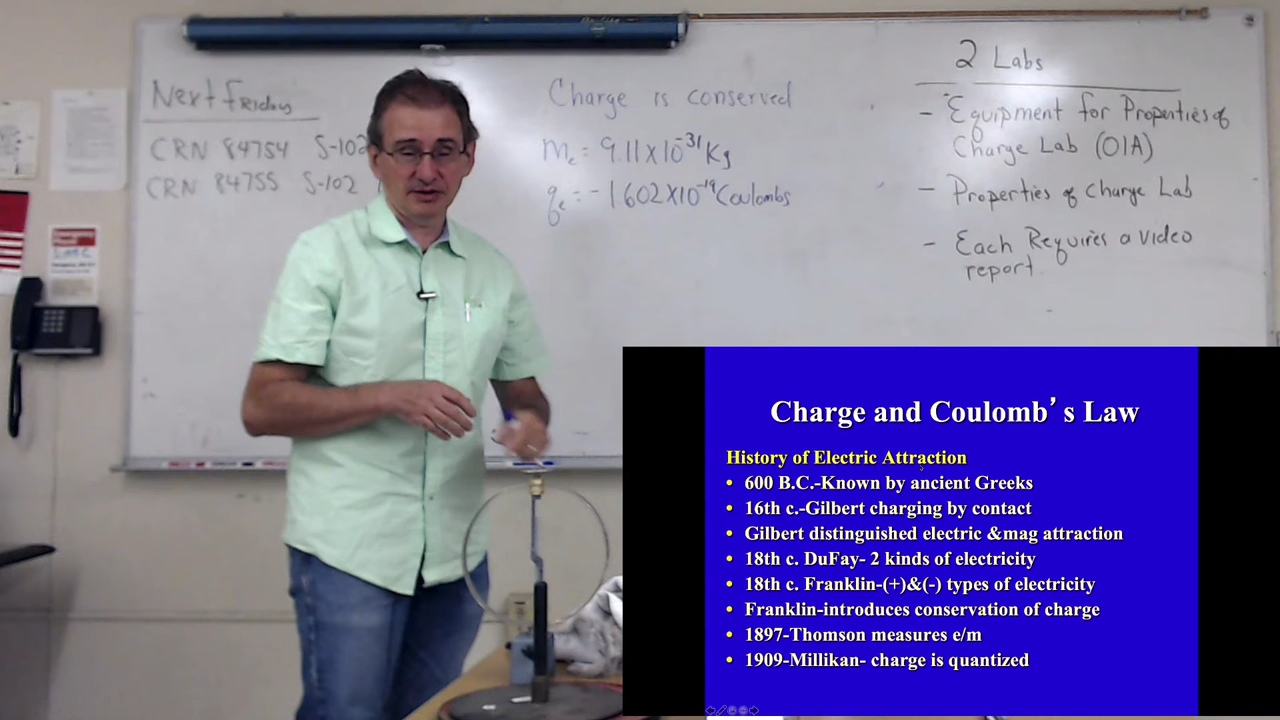 Next Friday
CRN 84754 S-102
CRN 84755 S-102
Charge is conserved
me = 9.11X10^-31 Kg
qe = -1.602X10^-19 Coulombs
2 Labs
- Equipment for Properties of
Charge Lab (01A)
- Properties of Charge Lab
- Each Requires a video
report.
Charge and Coulomb’s Law
History of Electric Attraction
• 600 B.C.-Known by ancient Greeks
• 16th c.-Gilbert charging by contact
• Gilbert distinguished electric &mag attraction
• 18th c. DuFay- 2 kinds of electricity
• 18th c. Franklin-(+)&(-) types of electricity
• Franklin-introduces conservation of charge
• 1897-Thomson measures e/m
• 1909-Millikan- charge is quantized